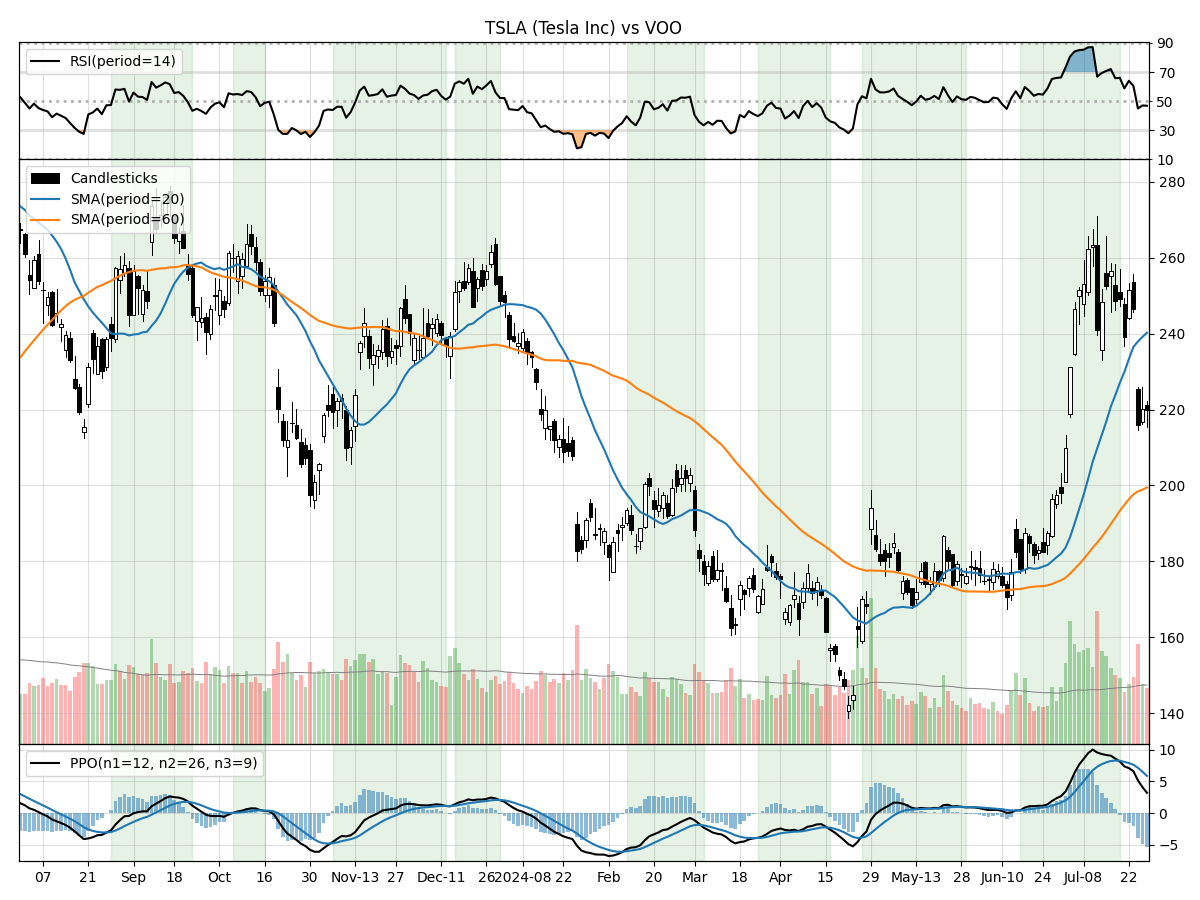 TSLA (Tesla Inc) vs VOO
RSI(period=14)
90
70
50
30
10
Candlesticks
SMA(period=20)
SMA(period=60)
280
260
240
220
200
180
160
140
PPO(n1=12, n2=26, n3=9)
10
5
0
−5
07 21 Sep 18 Oct 16 30 Nov-13 27 Dec-11 26 2024-08 22 Feb 20 Mar 18 Apr 15 29 May-13 28 Jun-10 24 Jul-08 22